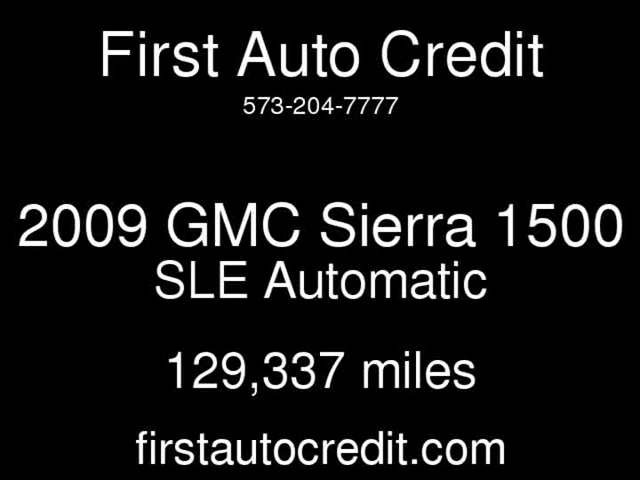 First Auto Credit
573-204-7777
2009 GMC Sierra 1500
SLE Automatic
129,337 miles
firstautocredit.com